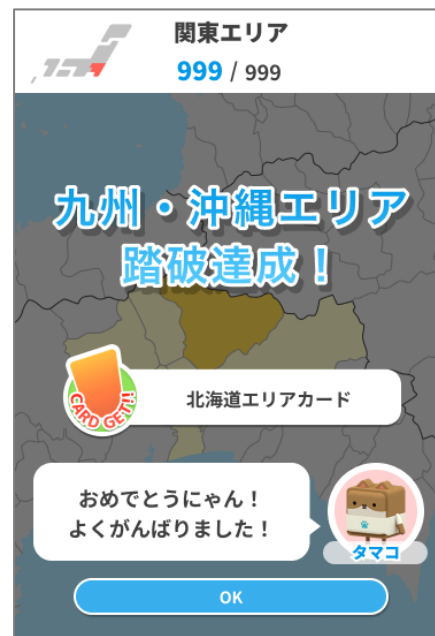 関東エリア
999 / 999
九州・沖縄エリア
踏破達成！
CARD GET!!
北海道エリアカード
おめでとうにゃん！
よくがんばりました！
タマコ
OK